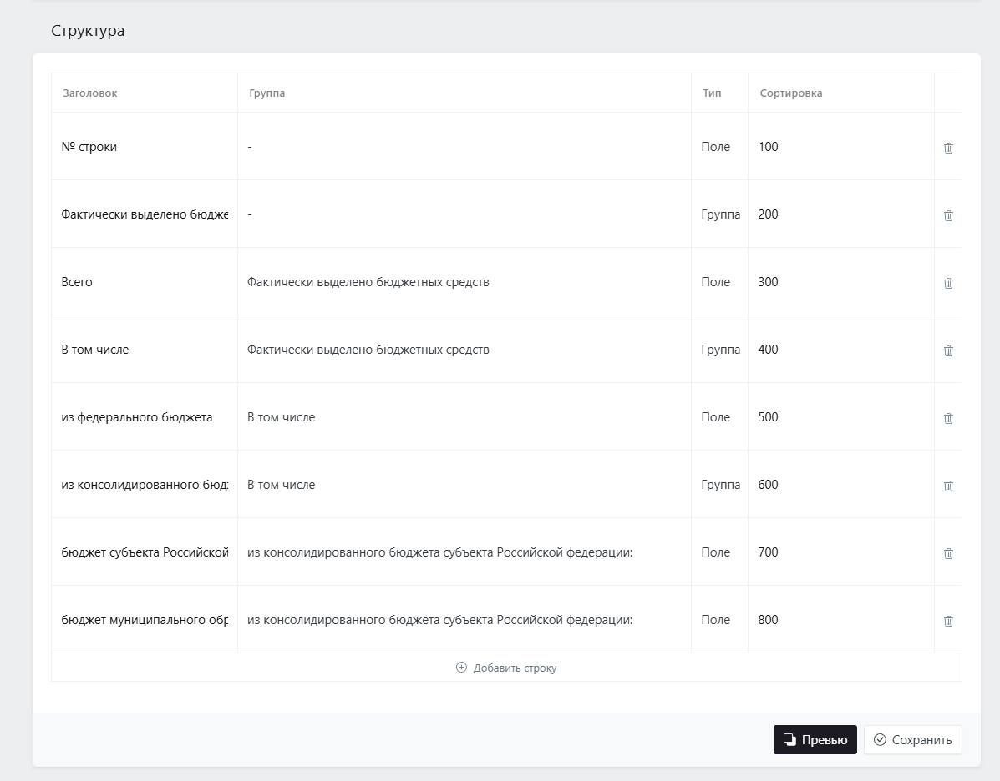 Структура
Заголовок Группа Тип Сортировка
№ строки - Поле 100
Фактически выделено бюдже - Группа 200
Всего Фактически выделено бюджетных средств Поле 300
В том числе Фактически выделено бюджетных средств Группа 400
из федерального бюджета В том числе Поле 500
из консолидированного бюд В том числе Группа 600
бюджет субъекта Российской из консолидированного бюджета субъекта Российской федерации: Поле 700
бюджет муниципального обр из консолидированного бюджета субъекта Российской федерации: Поле 800
Добавить строку
Превью Сохранить